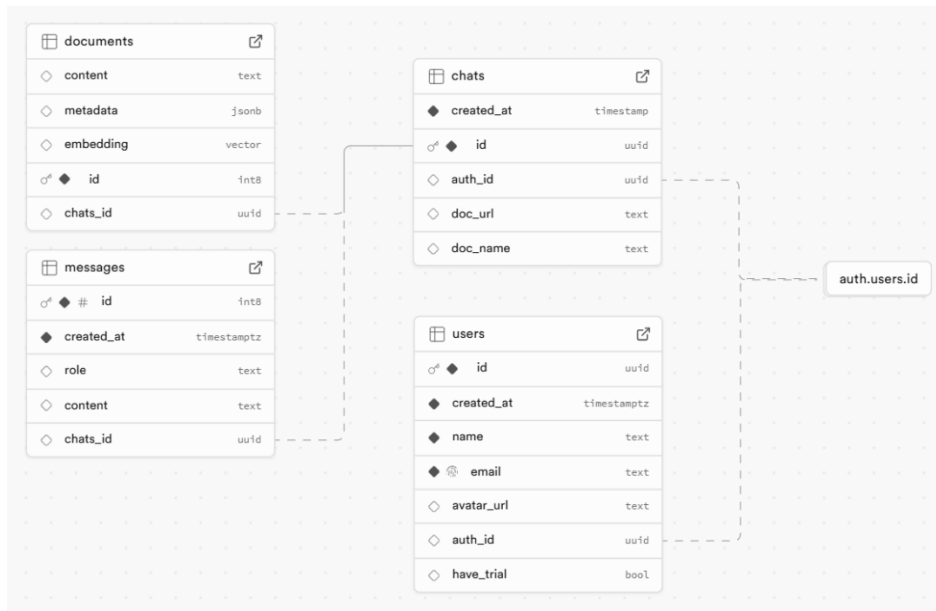 documents
content text
metadata jsonb
embedding vector
id int8
chats_id uuid
messages
# id int8
created_at timestamptz
role text
content text
chats_id uuid
chats
created_at timestamp
id uuid
auth_id uuid
doc_url text
doc_name text
users
id uuid
created_at timestamptz
name text
email text
avatar_url text
auth_id uuid
have_trial bool
auth.users.id